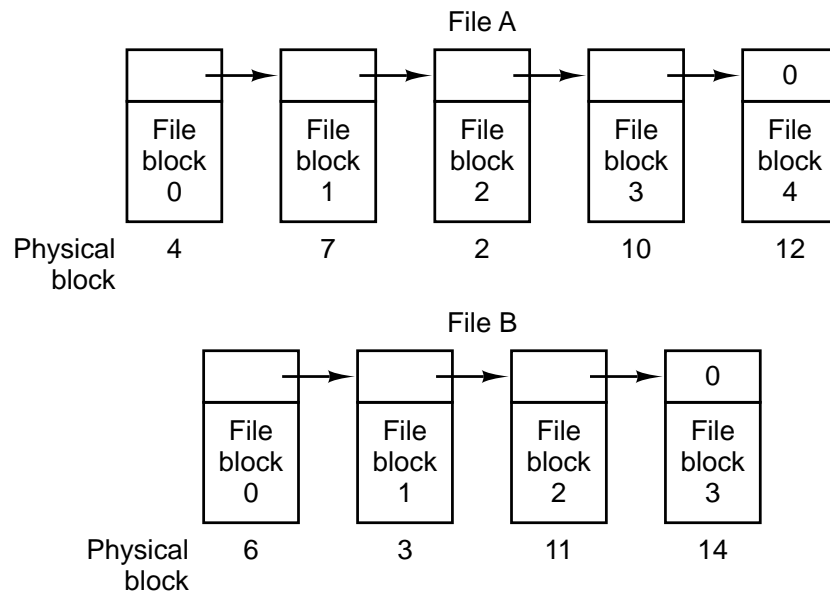 File A
0
File
block
0
File
block
1
File
block
2
File
block
3
File
block
4
Physical
block
4
7
2
10
12
File B
0
File
block
0
File
block
1
File
block
2
File
block
3
Physical
block
6
3
11
14